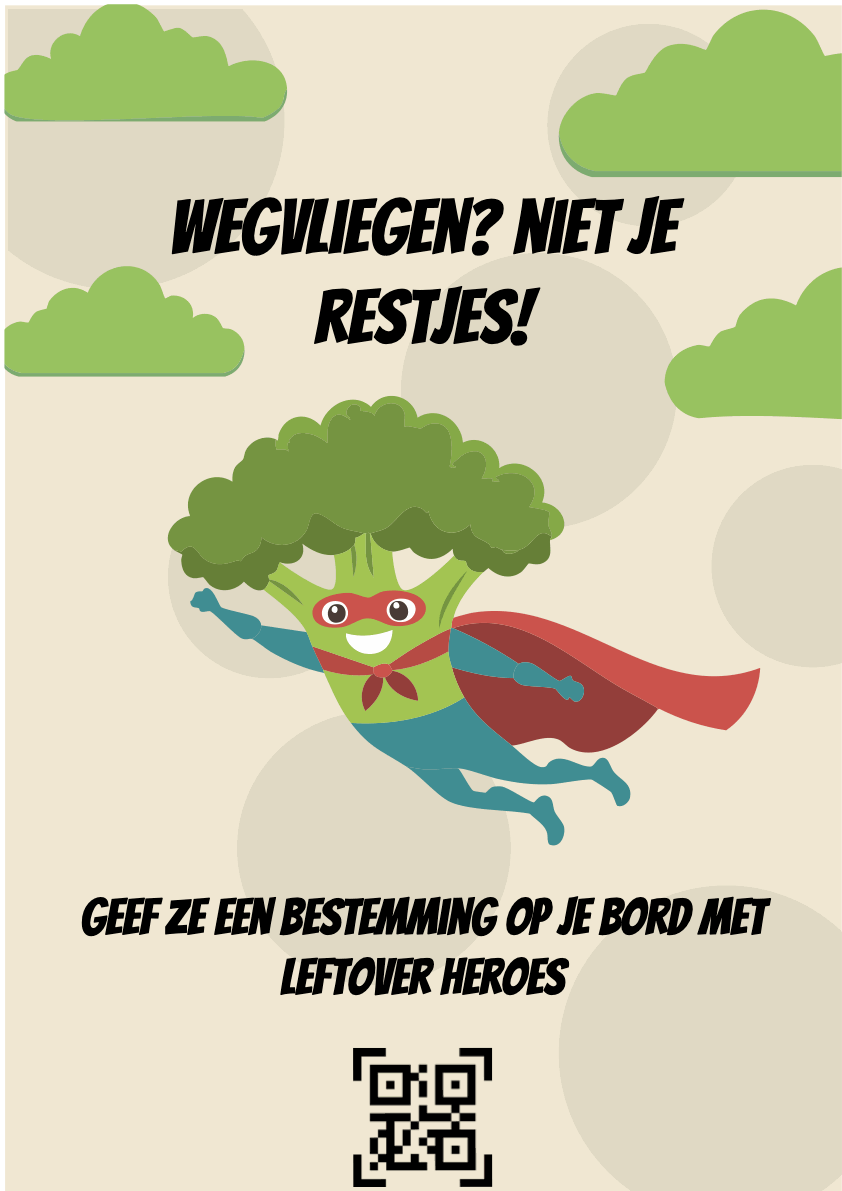 WEGVLIEGEN? NIET JE
RESTJES!
GEEF ZE EEN BESTEMMING OP JE BORD MET
LEFTOVER HEROES